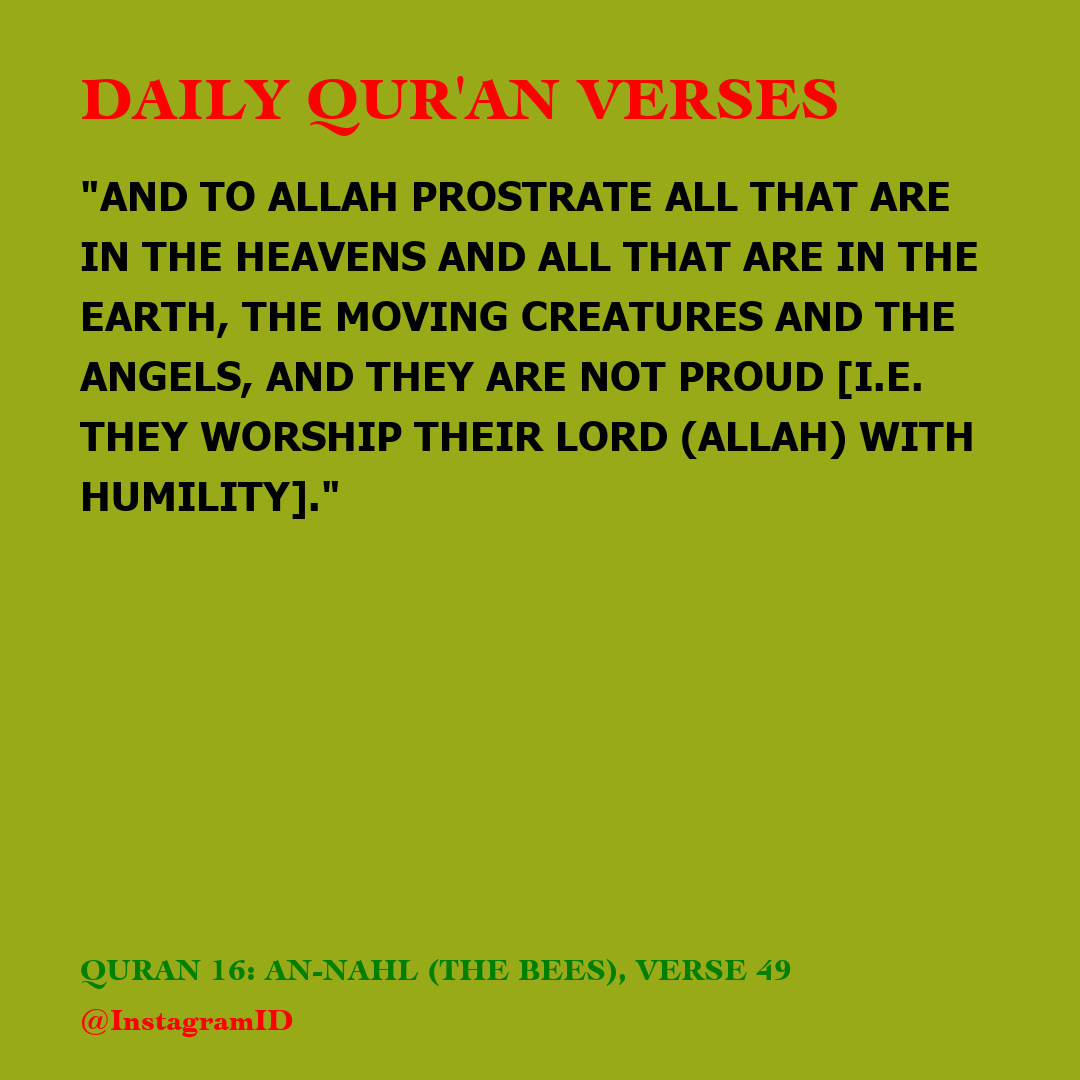 DAILY QUR'AN VERSES
"AND TO ALLAH PROSTRATE ALL THAT ARE
IN THE HEAVENS AND ALL THAT ARE IN THE
EARTH, THE MOVING CREATURES AND THE
ANGELS, AND THEY ARE NOT PROUD [I.E.
THEY WORSHIP THEIR LORD (ALLAH) WITH
HUMILITY]."
QURAN 16: AN-NAHL (THE BEES), VERSE 49
@InstagramID